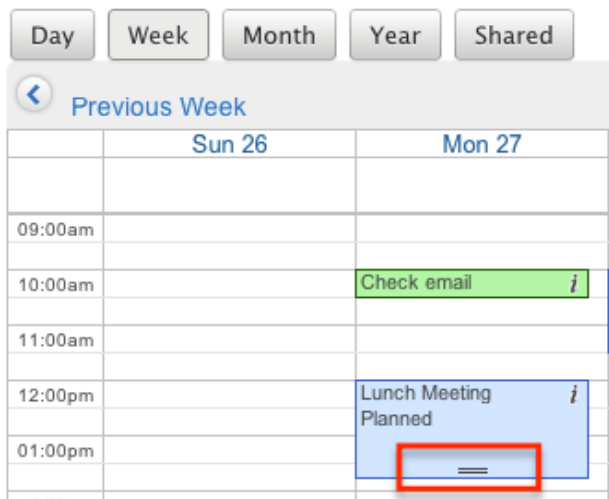 Day Week Month Year Shared
Previous Week
Sun 26 Mon 27
09:00am
10:00am Check email i
11:00am
12:00pm Lunch Meeting i
Planned
01:00pm